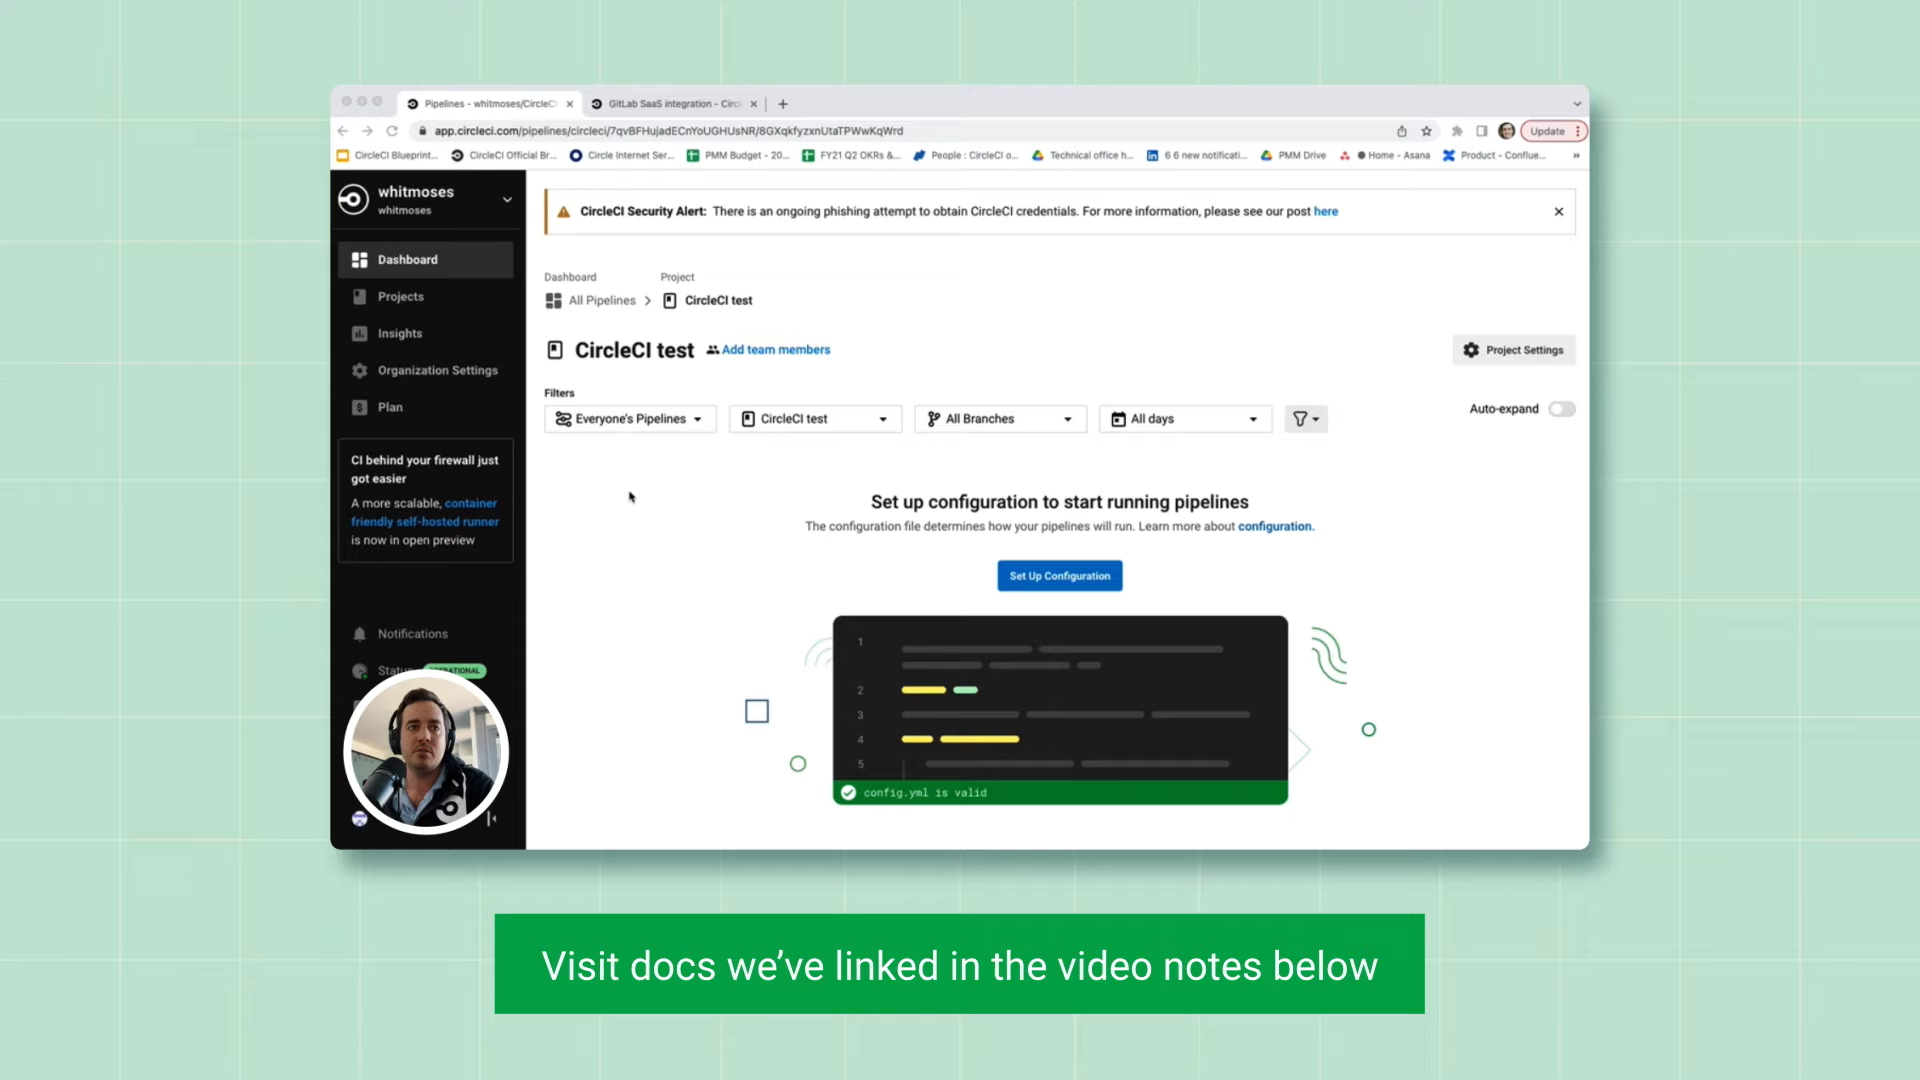 Pipelines - whitmoses/CircleC
GitLab SaaS integration - Circ
app.circleci.com/pipelines/circleci/7qvBFHujadECnYoUGHUsNR/8GXqkfyzxnUtaTPWwKqWrd
Update
CircleCI Blueprint...
CircleCI Official Br...
Circle Internet Ser...
PMM Budget - 20...
FY21 Q2 OKRs &...
People : CircleCI o...
Technical office h...
6 6 new notificati...
PMM Drive
Home - Asana
Product - Conflue...
»
whitmoses
whitmoses
Dashboard
Projects
Insights
Organization Settings
Plan
CI behind your firewall just
got easier
A more scalable, container
friendly self-hosted runner
is now in open preview
Notifications
CircleCI Security Alert: There is an ongoing phishing attempt to obtain CircleCI credentials. For more information, please see our post here
Dashboard
Project
All Pipelines
CircleCI test
CircleCI test
Add team members
Project Settings
Filters
Everyone's Pipelines
CircleCI test
All Branches
All days
Auto-expand
Set up configuration to start running pipelines
The configuration file determines how your pipelines will run. Learn more about configuration.
Set Up Configuration
1
2
3
4
5
config.yml is valid
Visit docs we've linked in the video notes below